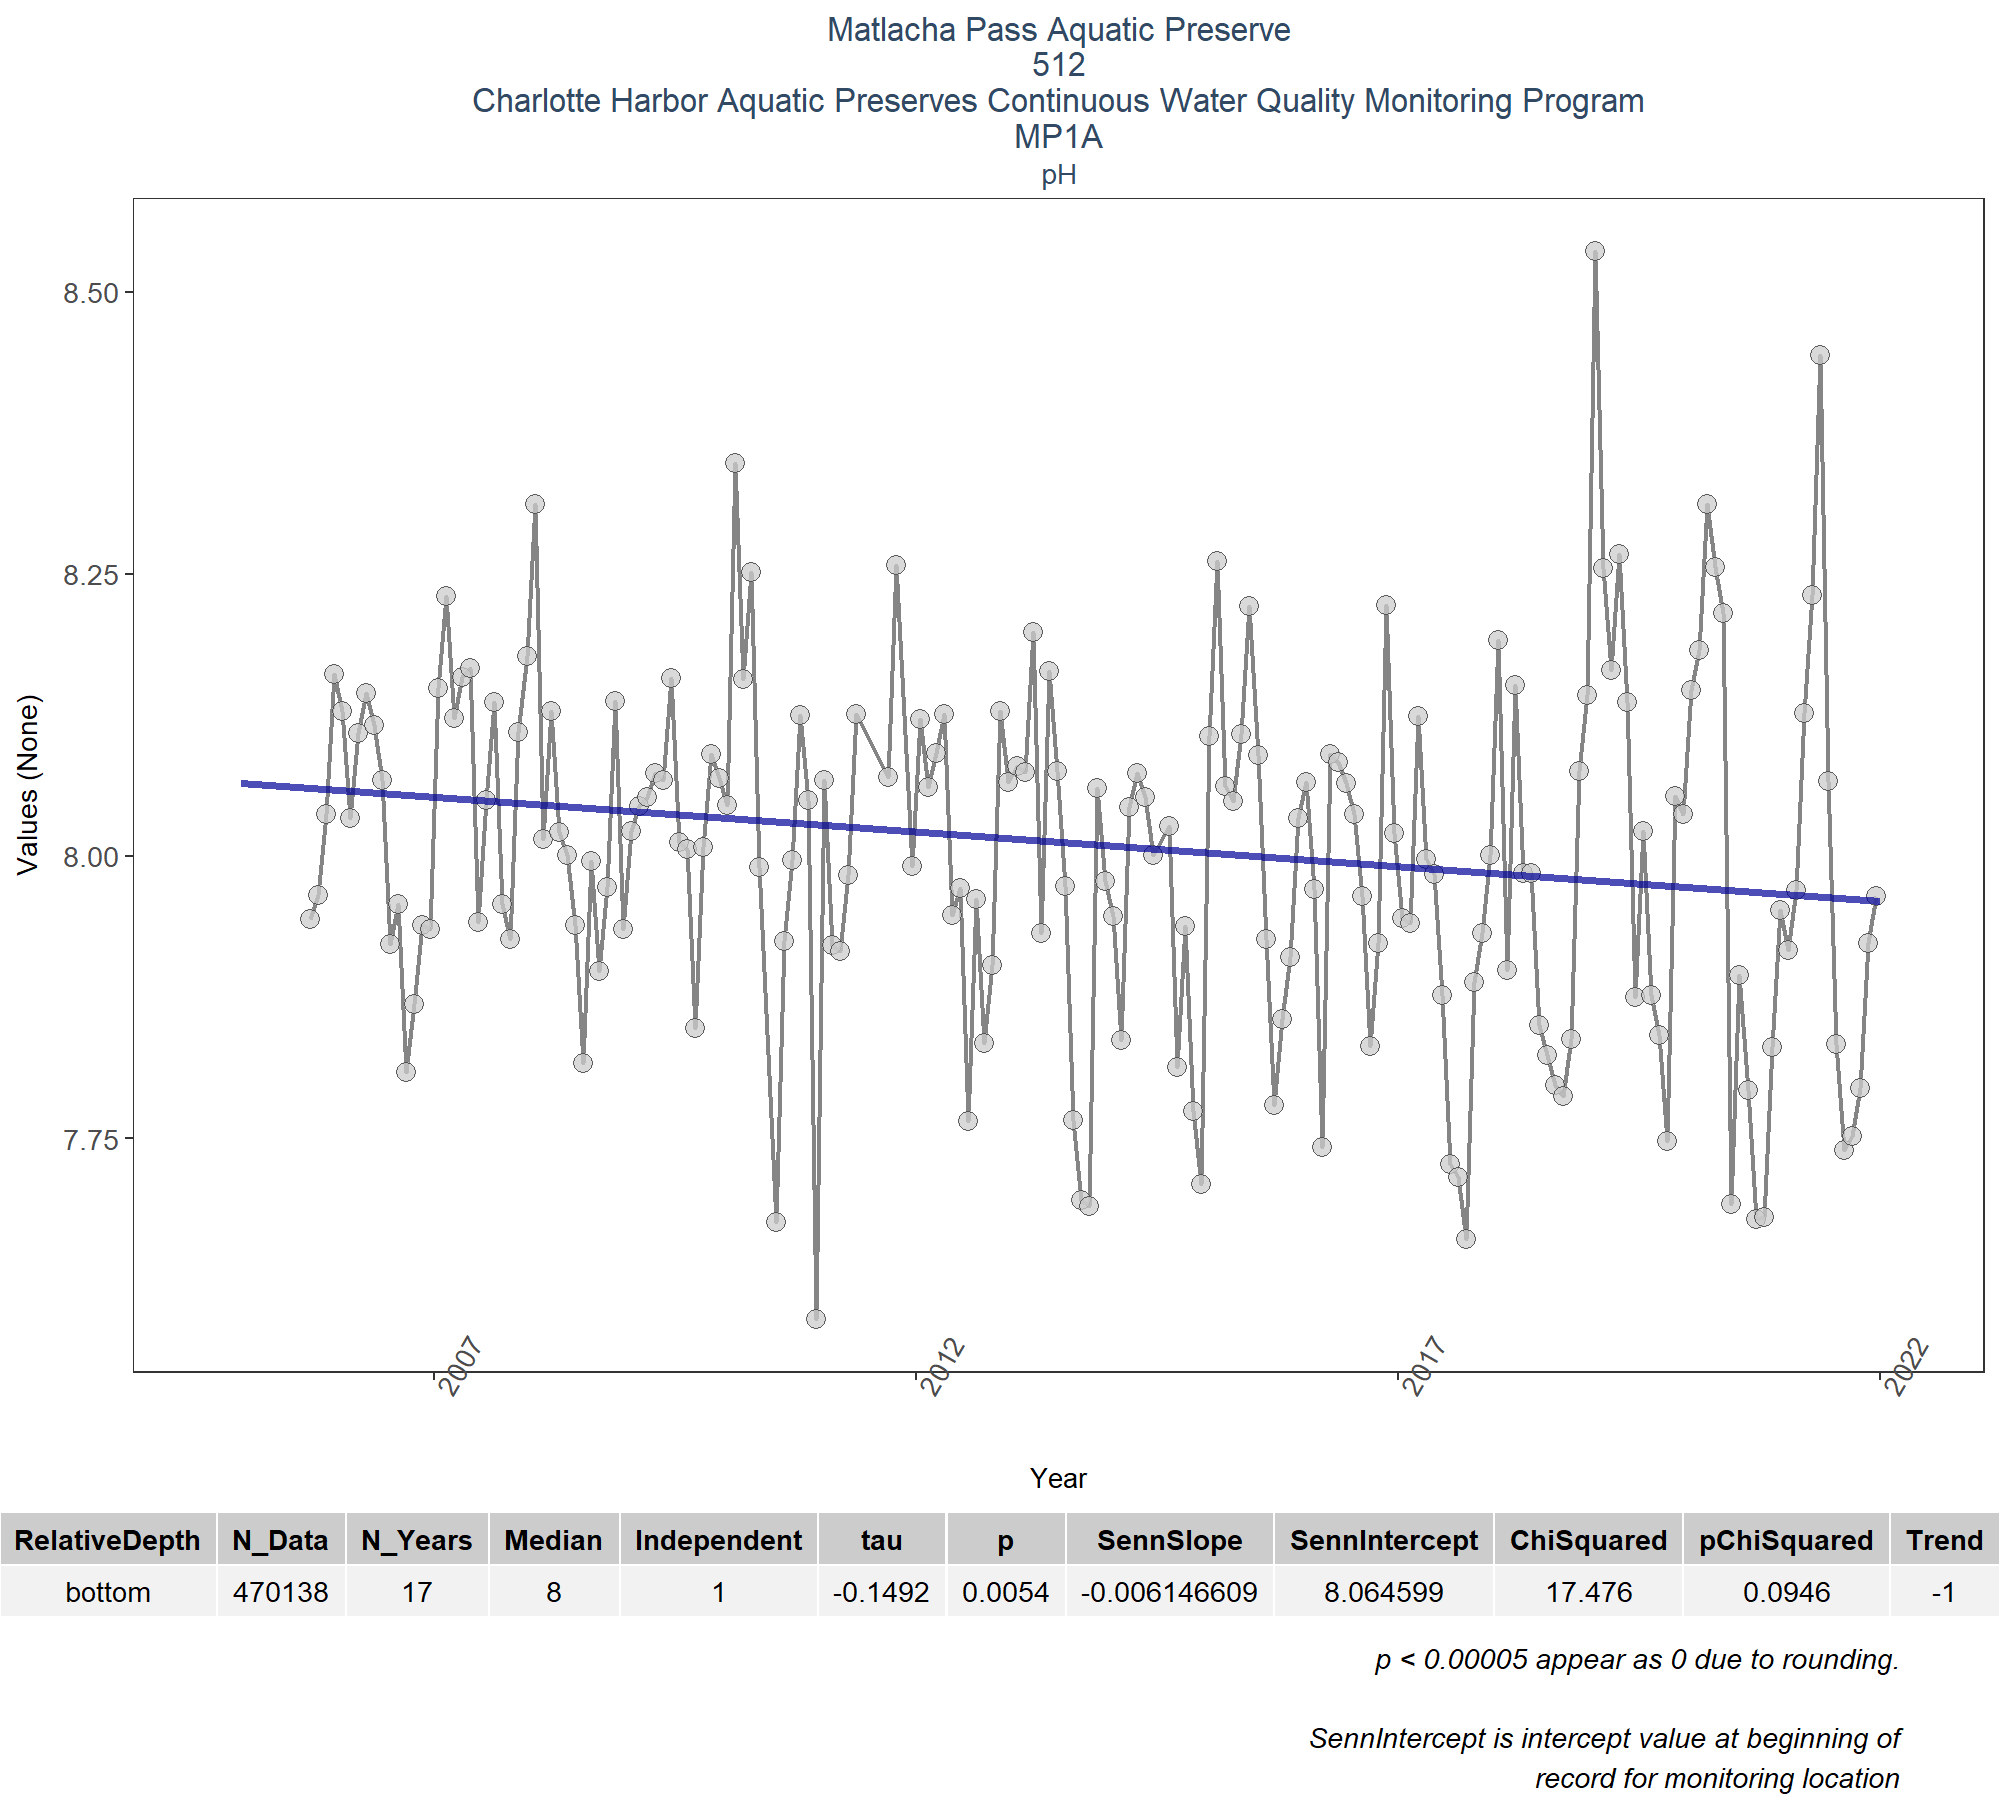 Matlacha Pass Aquatic Preserve
512
Charlotte Harbor Aquatic Preserves Continuous Water Quality Monitoring Program
MP1A
pH
8.50
8.25
8.00
7.75
Values (None)
2007 2012 2017 2022
Year
RelativeDepth N_Data N_Years Median Independent tau p SennSlope SennIntercept ChiSquared pChiSquared Trend
bottom 470138 17 8 1 -0.1492 0.0054 -0.006146609 8.064599 17.476 0.0946 -1
p < 0.00005 appear as 0 due to rounding.
SennIntercept is intercept value at beginning of
record for monitoring location